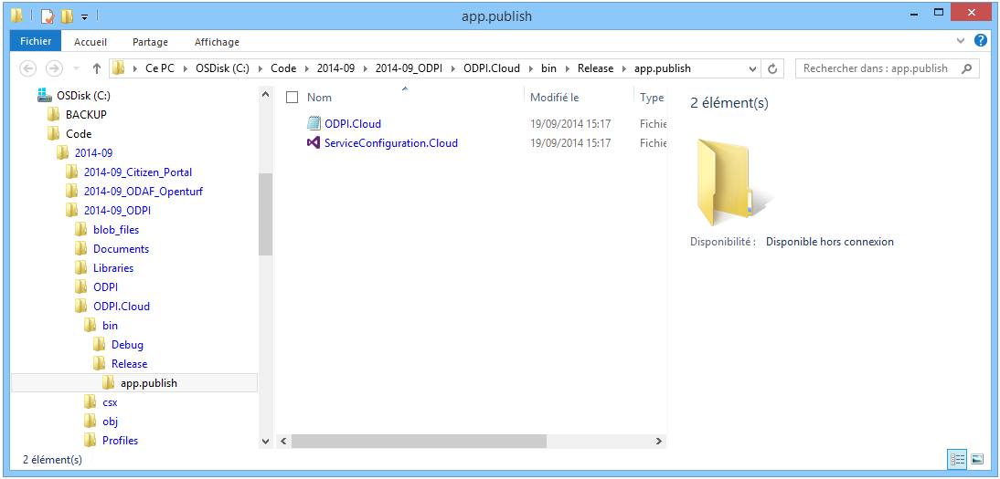 app.publish
Fichier Accueil Partage Affichage
Ce PC OSDisk (C:) Code 2014-09 2014-09_ODPI ODPI.Cloud bin Release app.publish
Rechercher dans : app.publish
OSDisk (C:)
BACKUP
Code
2014-09
2014-09_Citizen_Portal
2014-09_ODAF_Openturf
2014-09_ODPI
blob_files
Documents
Libraries
ODPI
ODPI.Cloud
bin
Debug
Release
app.publish
csx
obj
Profiles
Nom Modifié le Type
ODPI.Cloud 19/09/2014 15:17 Fichie
ServiceConfiguration.Cloud 19/09/2014 15:17 Fichie
2 élément(s)
Disponibilité : Disponible hors connexion
2 élément(s)